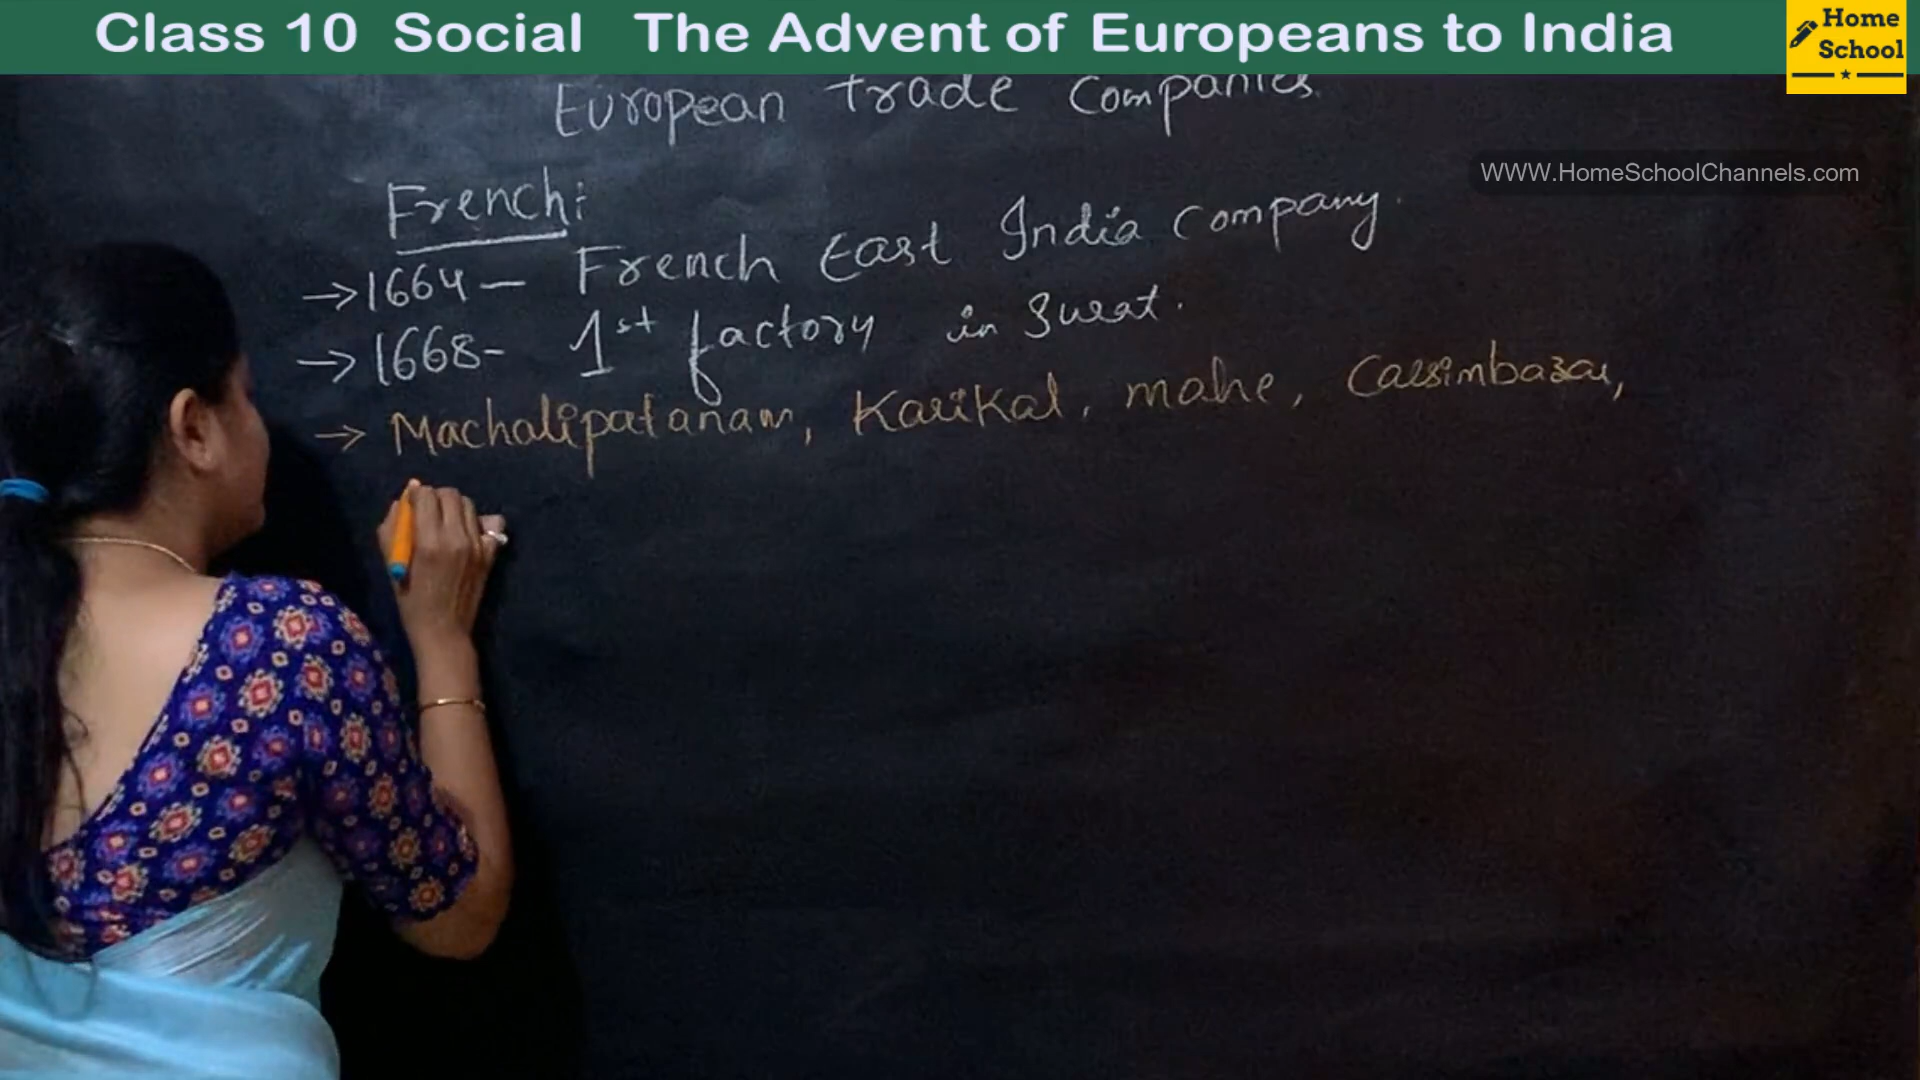 Class 10 Social The Advent of Europeans to India
Home
School
European trade Companies
WWW.HomeSchoolChannels.com
French:
→1664 — French East India Company.
→1668- 1st factory in Surat.
→ Machalipatanam, Karikal, mahe, Cassimbazar,